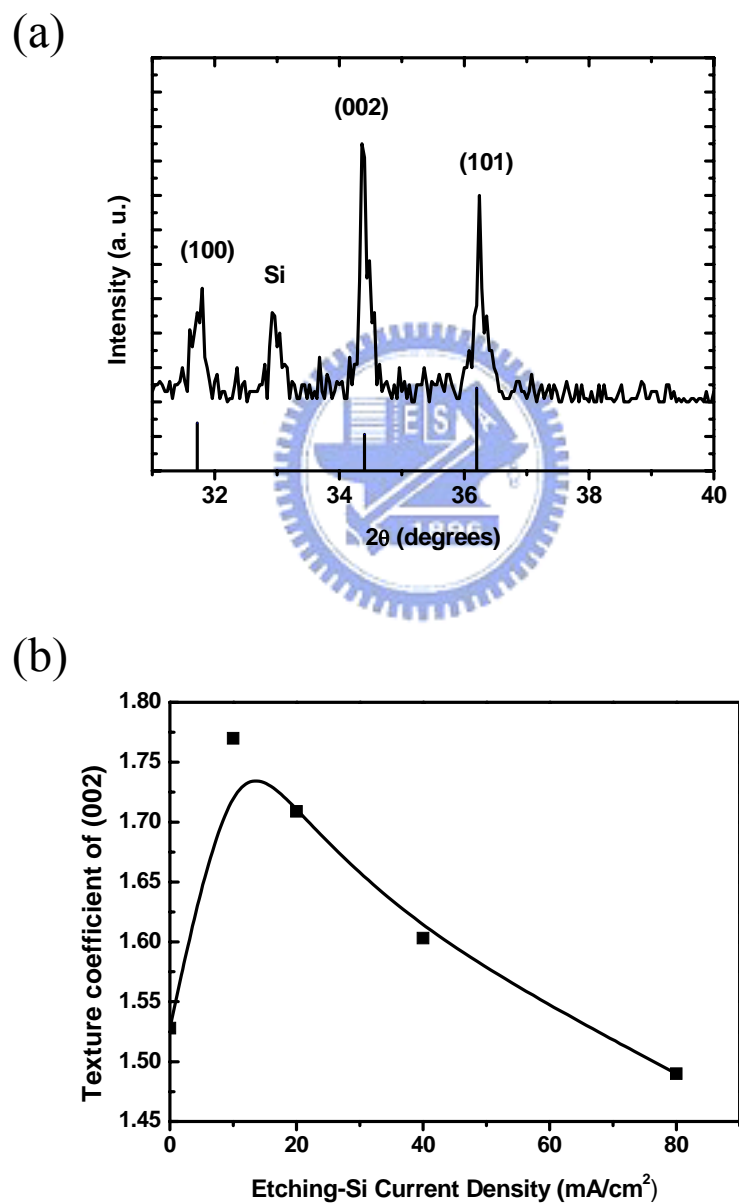 (a)
(002)
(101)
(100)
Si
Intensity (a. u.)
E S A
1896
32 34 36 38 40
2θ (degrees)
(b)
1.80
1.75
1.70
1.65
1.60
1.55
1.50
1.45
Texture coefficient of (002)
0 20 40 60 80
Etching-Si Current Density (mA/cm²)